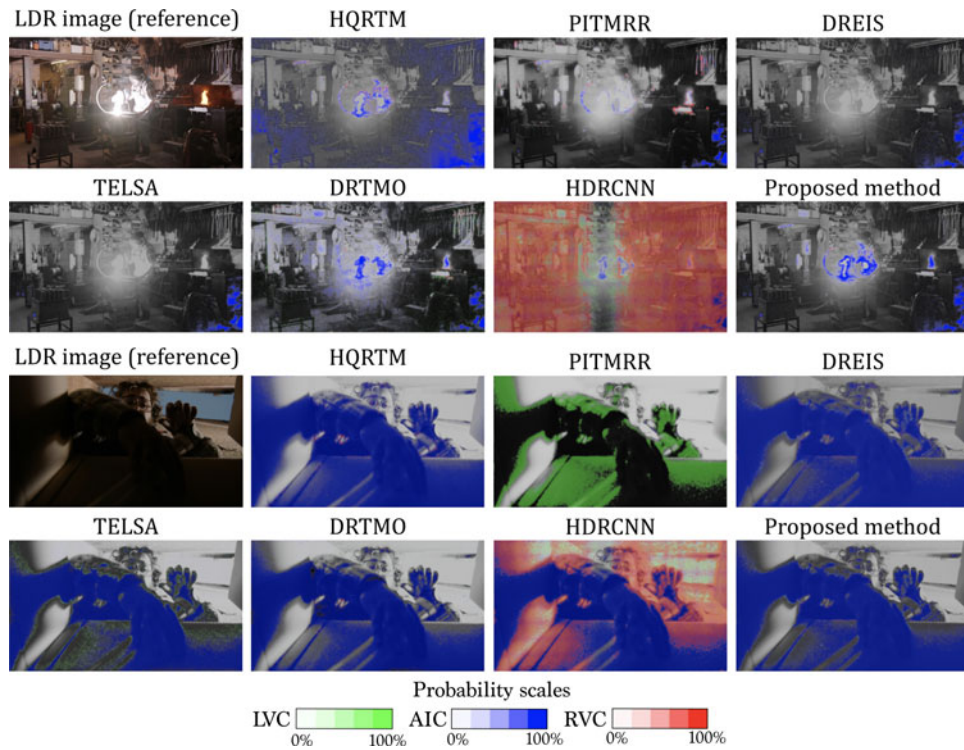 LDR image (reference) HQRTM PITMRR DREIS
TELSA DRTMO HDRCNN Proposed method
LDR image (reference) HQRTM PITMRR DREIS
TELSA DRTMO HDRCNN Proposed method
Probability scales
LVC AIC RVC
0% 100% 0% 100% 0% 100%